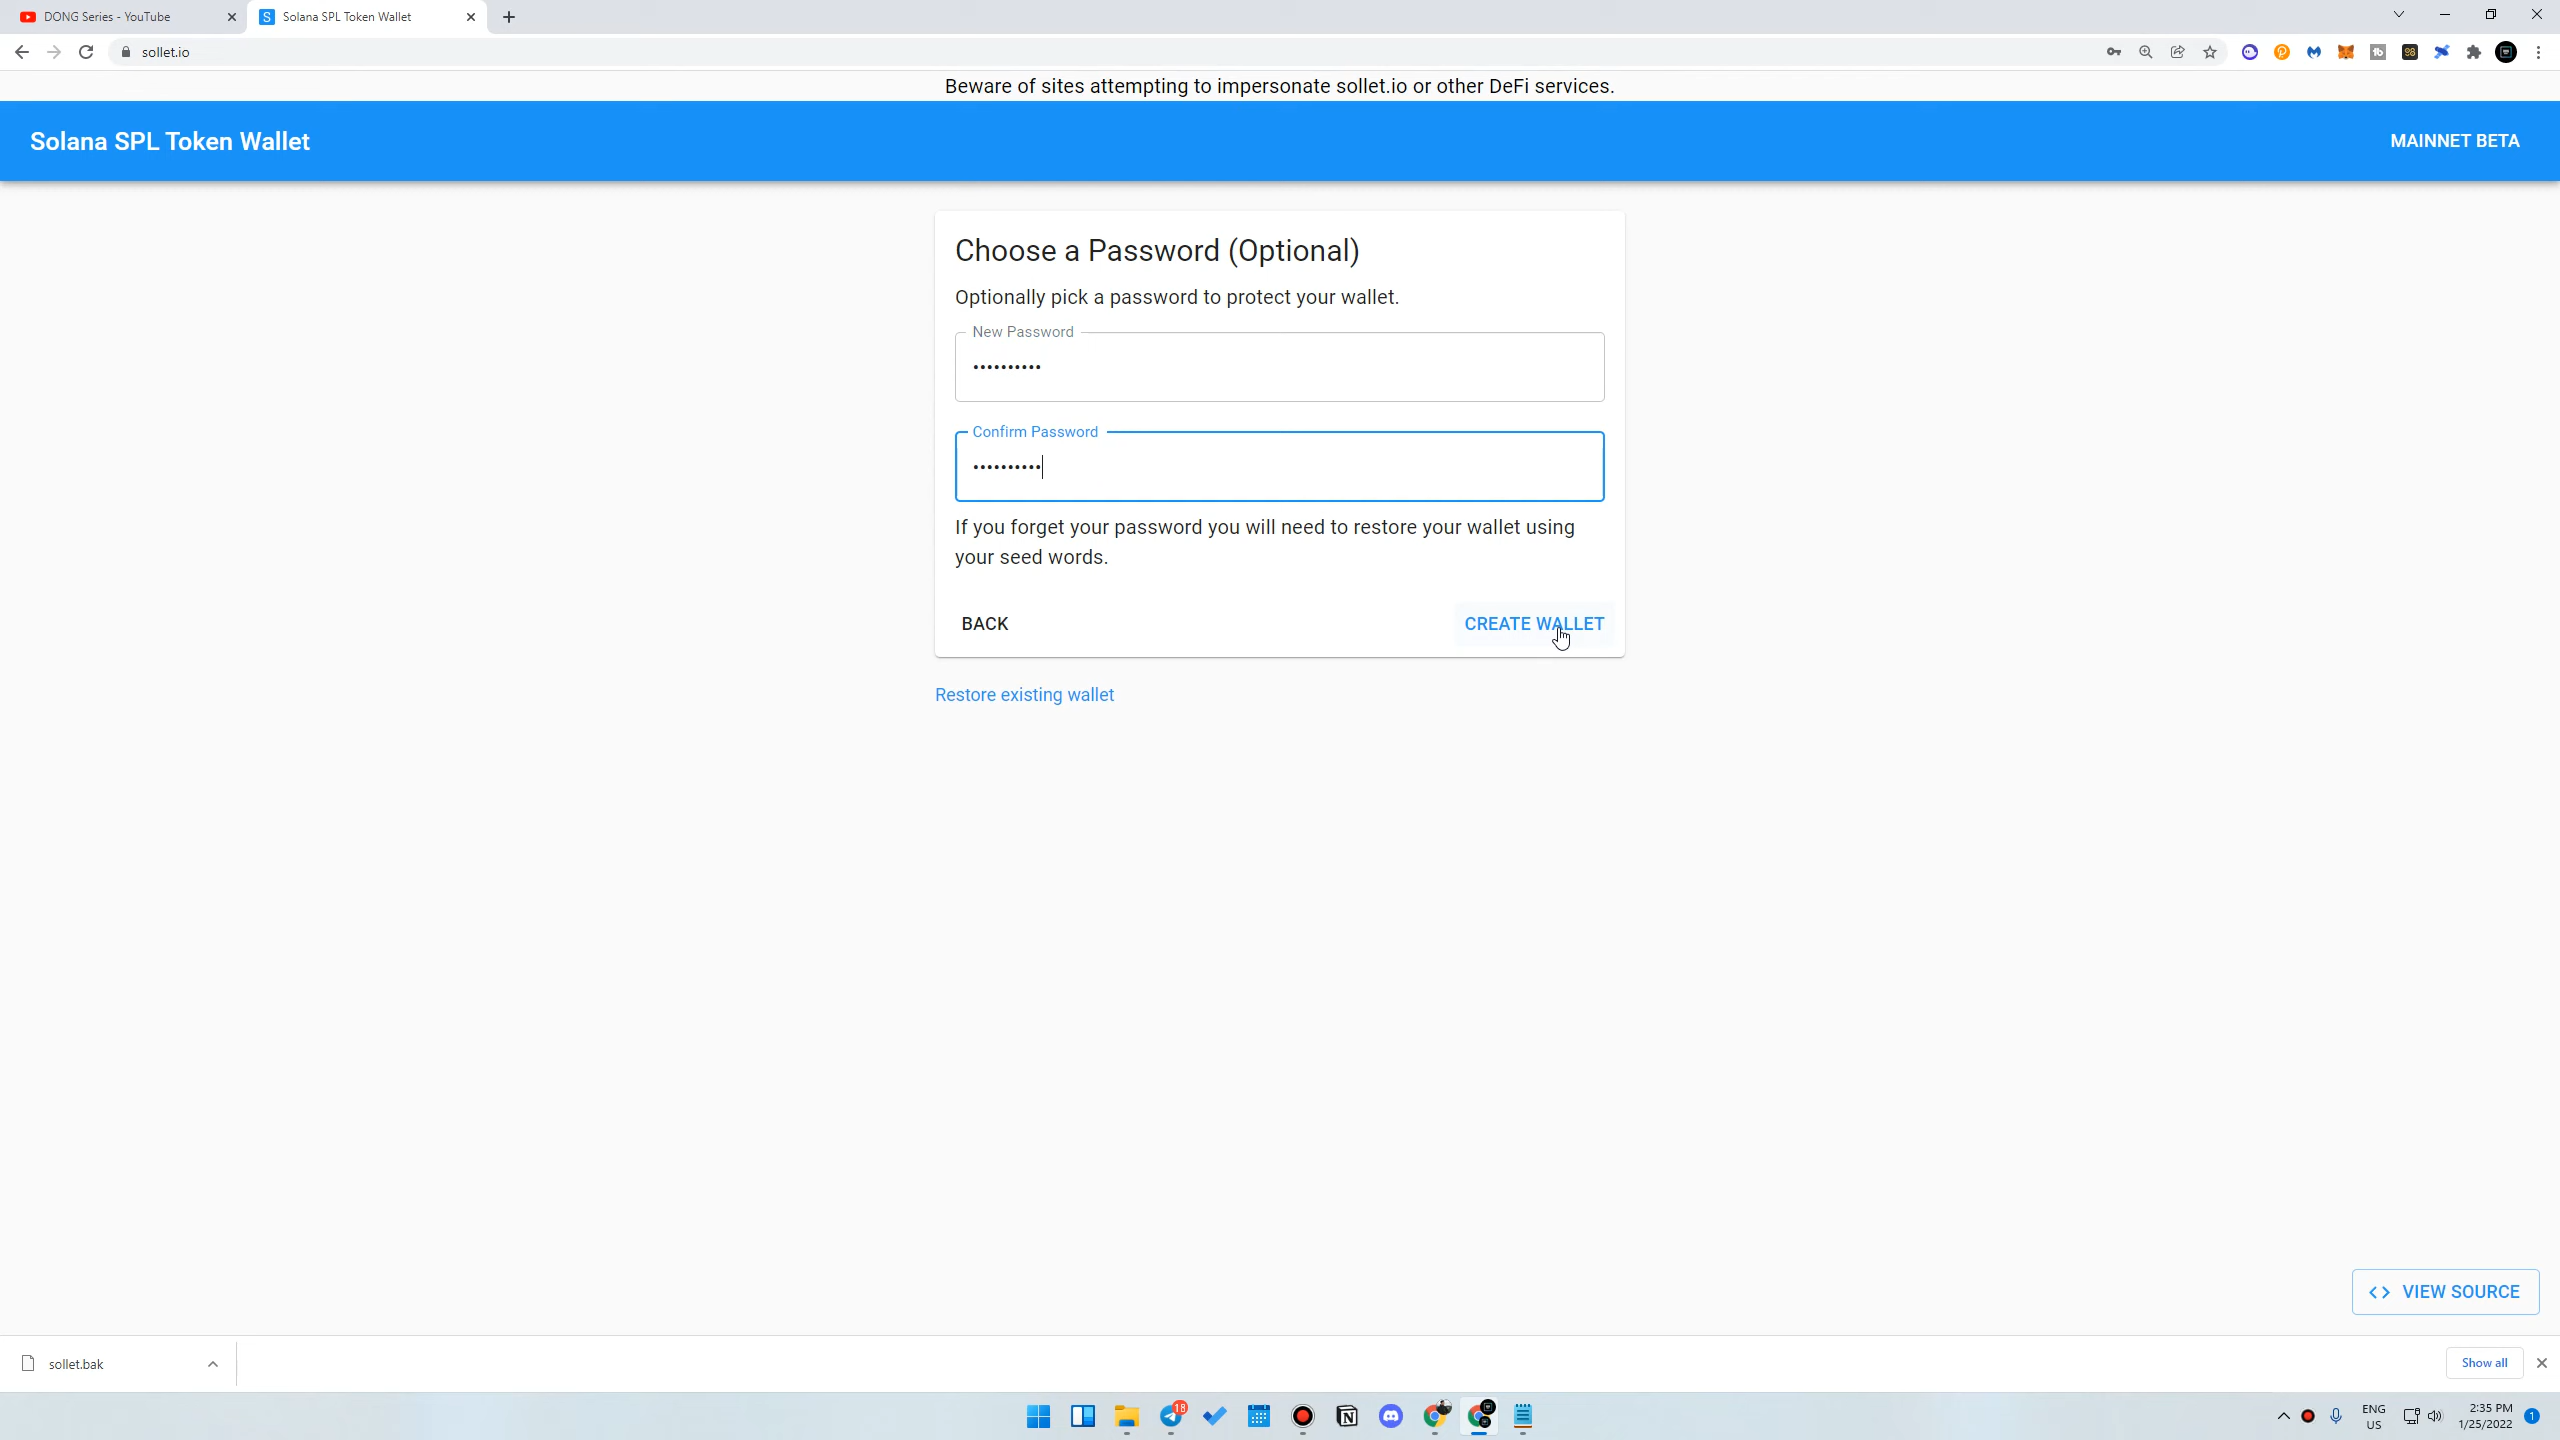 DONG Series - YouTube
S Solana SPL Token Wallet
sollet.io
Beware of sites attempting to impersonate sollet.io or other DeFi services.
Solana SPL Token Wallet
MAINNET BETA
Choose a Password (Optional)
Optionally pick a password to protect your wallet.
New Password
••••••••••
Confirm Password
••••••••••
If you forget your password you will need to restore your wallet using
your seed words.
BACK
CREATE WALLET
Restore existing wallet
<> VIEW SOURCE
sollet.bak
Show all
18
ENG
US
2:35 PM
1/25/2022
1